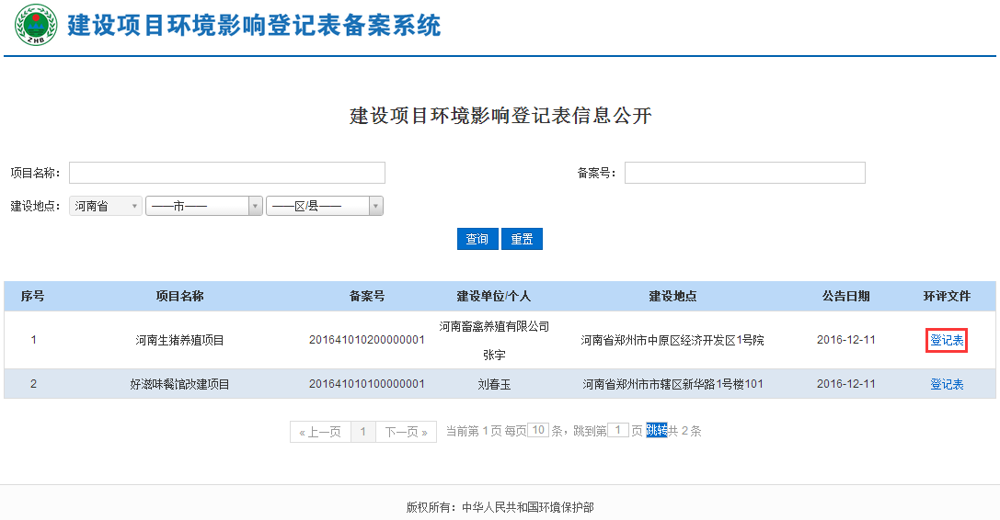 ZHB
建设项目环境影响登记表备案系统
建设项目环境影响登记表信息公开
项目名称：
备案号：
建设地点： 河南省 ——市—— ——区/县——
查询 重置
序号 项目名称 备案号 建设单位/个人 建设地点 公告日期 环评文件
1 河南生猪养殖项目 201641010200000001 河南畜禽养殖有限公司 张宇 河南省郑州市中原区经济开发区1号院 2016-12-11 登记表
2 好滋味餐馆改建项目 201641010100000001 刘春玉 河南省郑州市市辖区新华路1号楼101 2016-12-11 登记表
« 上一页 1 下一页 » 当前第 1 页 每页 10 条，跳到第 1 页 跳转 共 2 条
版权所有：中华人民共和国环境保护部